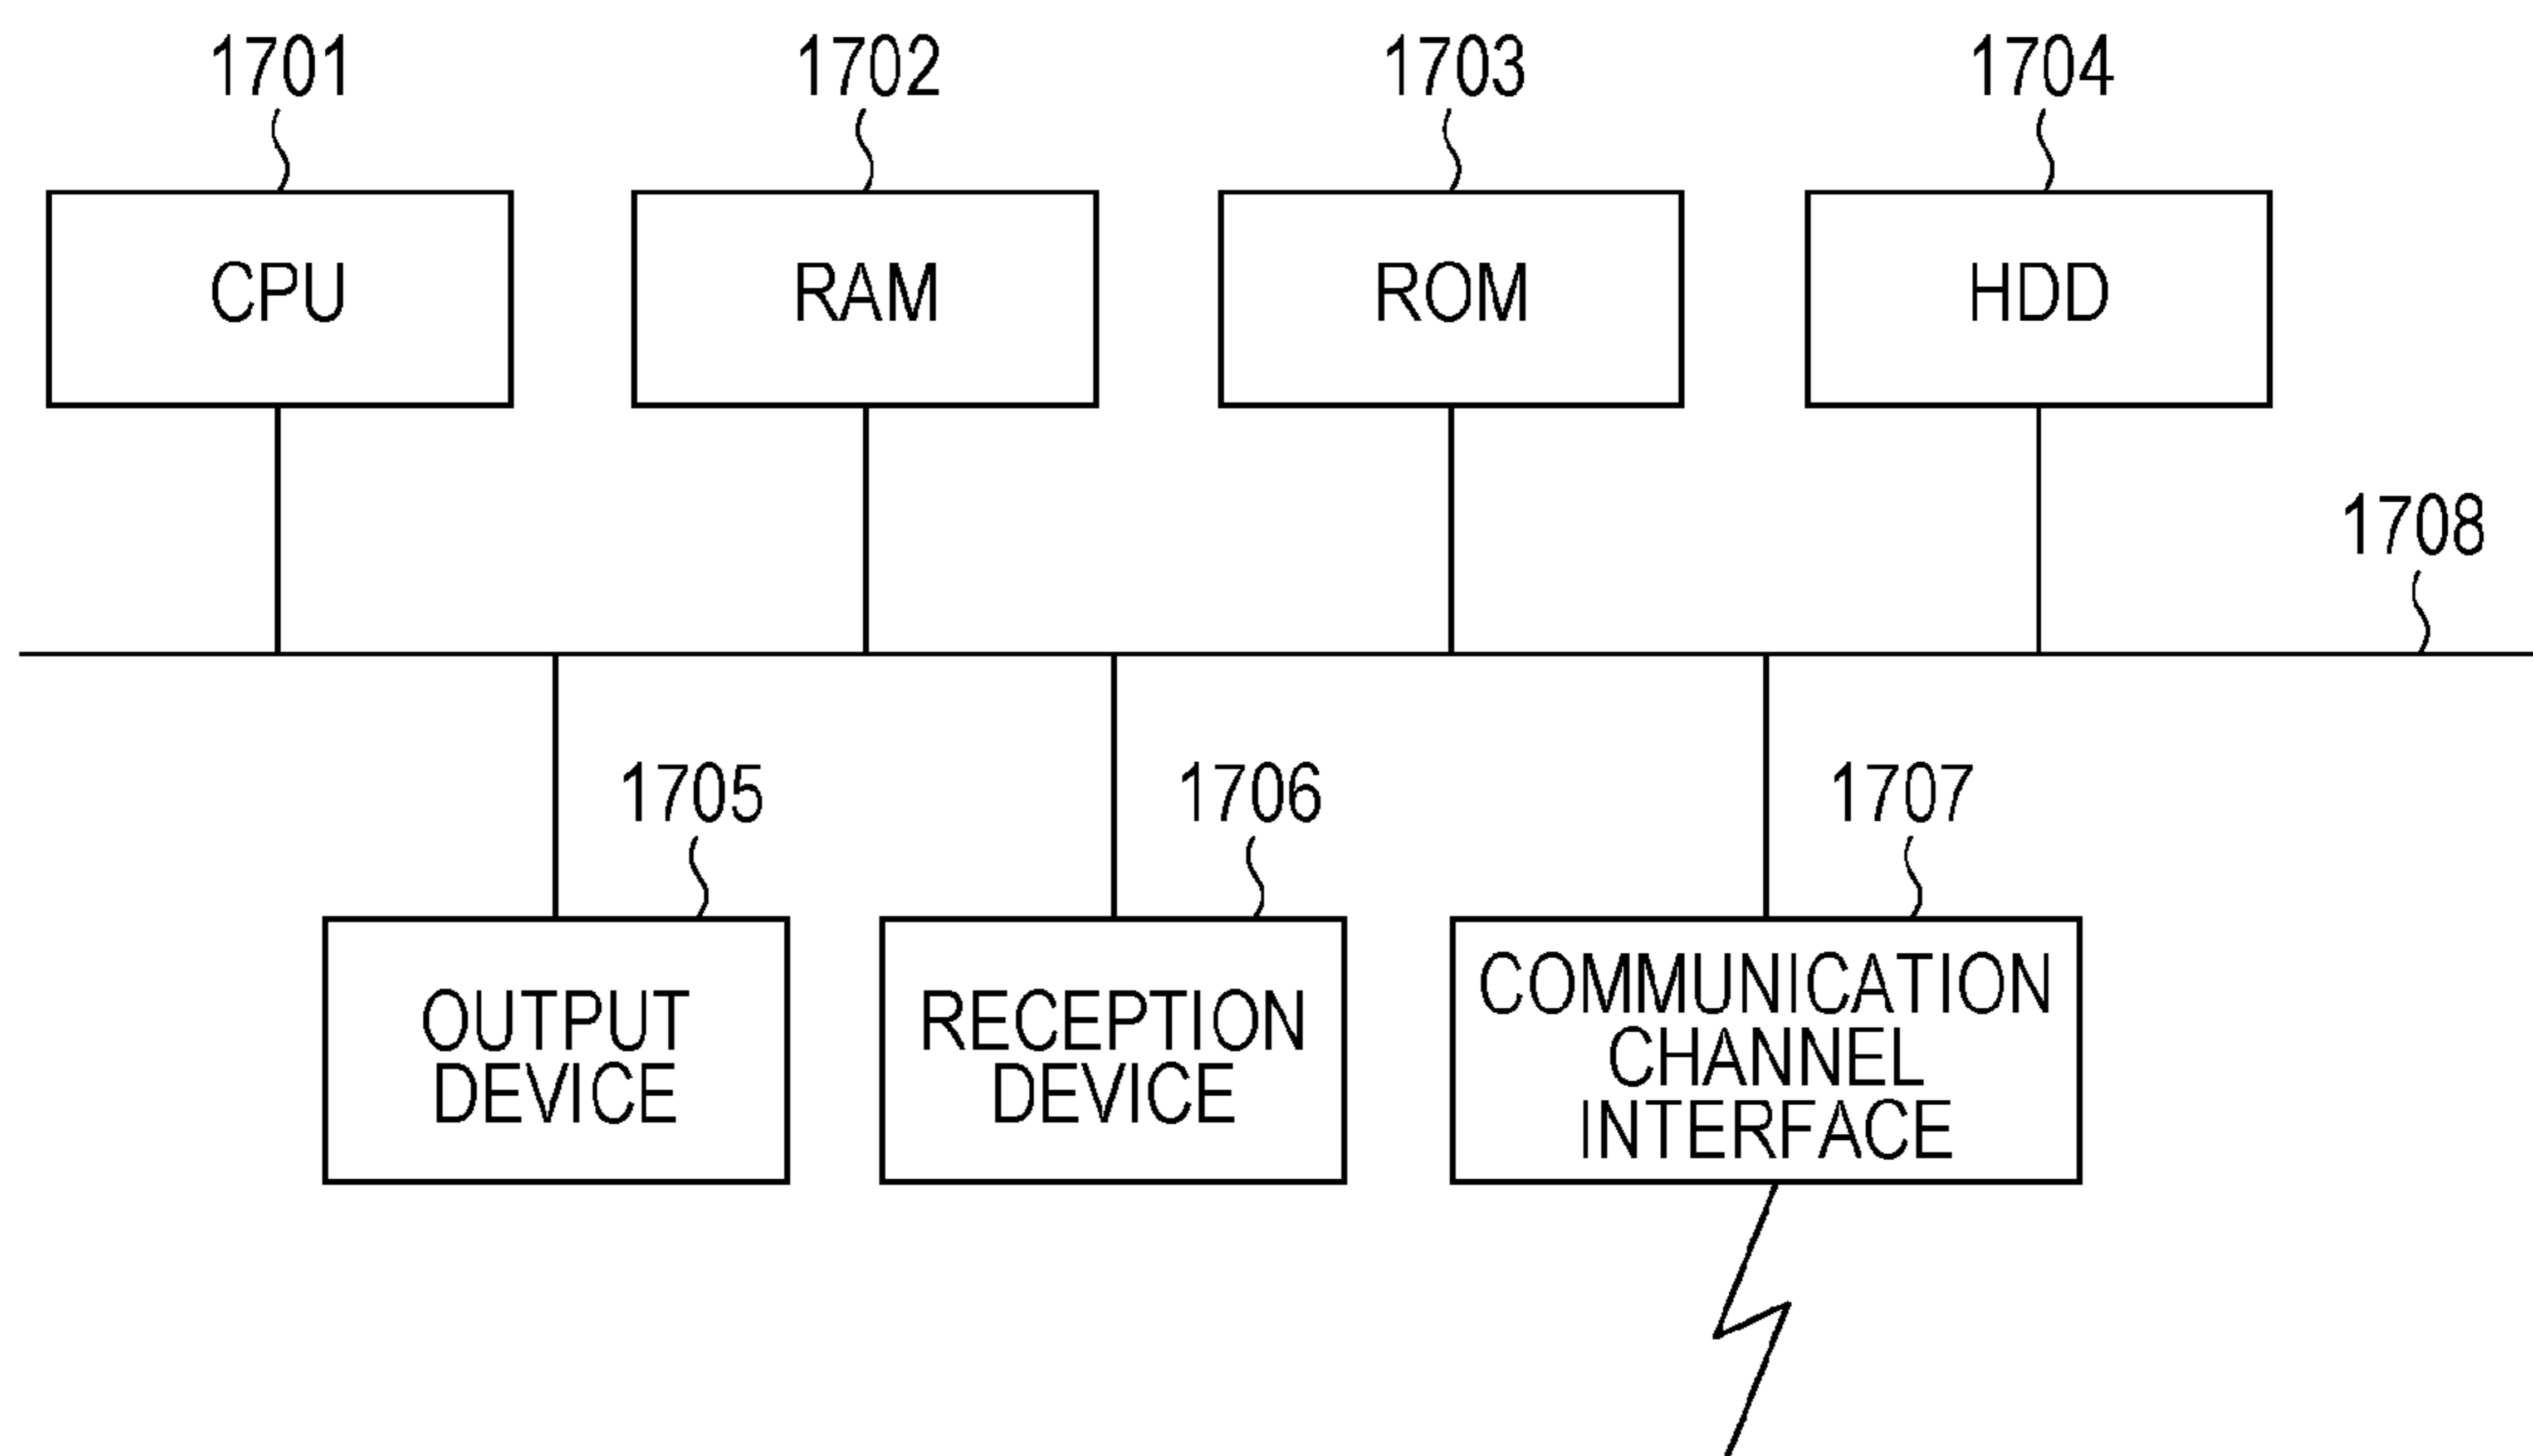 1701
1702
1703
1704
CPU
RAM
ROM
HDD
1708
1705
1706
1707
OUTPUT
DEVICE
RECEPTION
DEVICE
COMMUNICATION
CHANNEL
INTERFACE